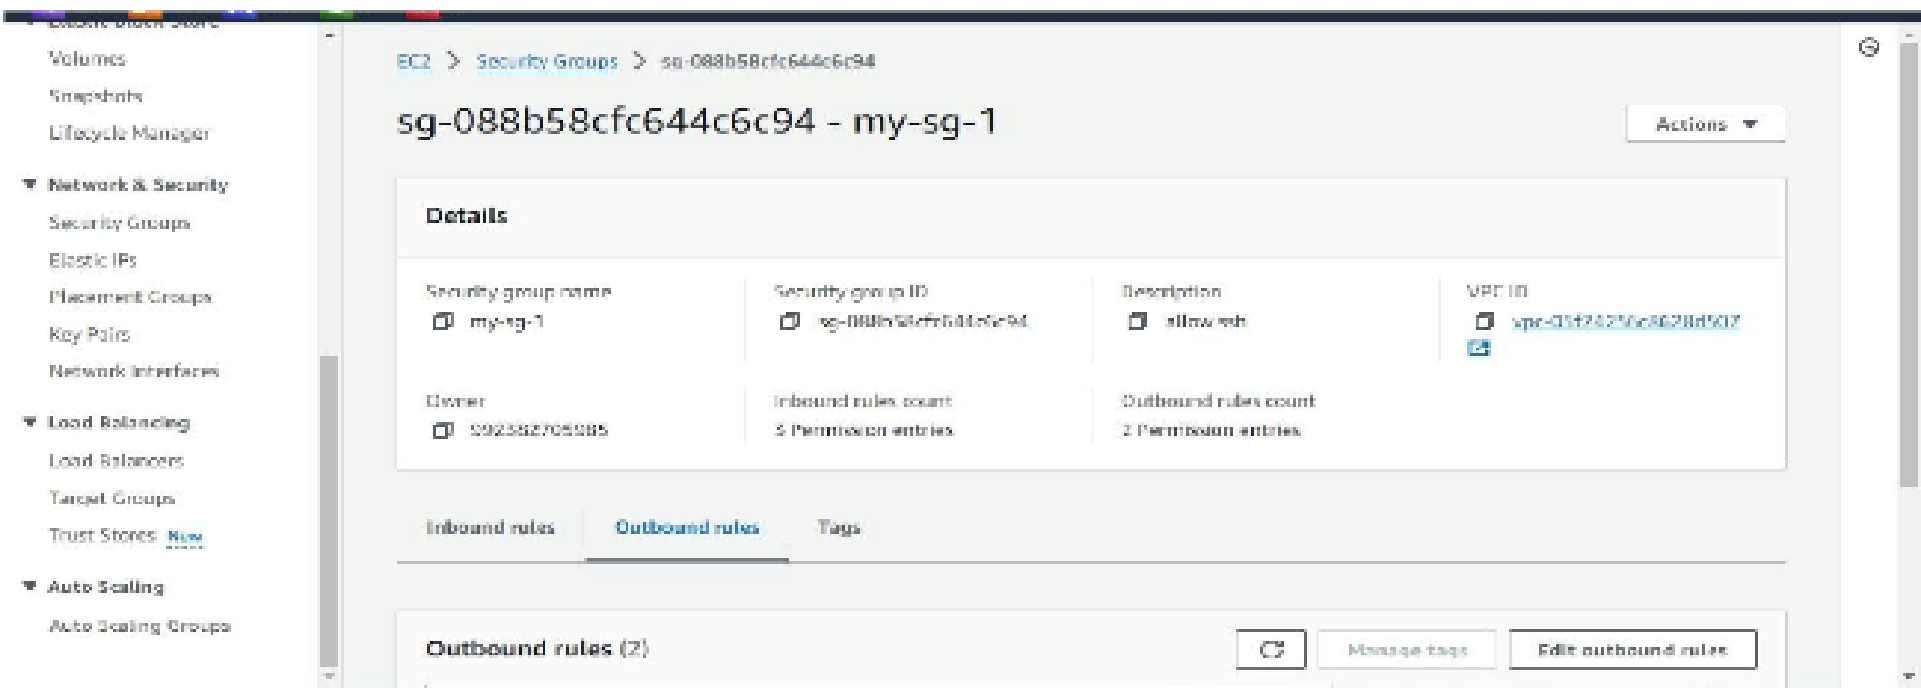 Volumes
Snapshots
Lifecycle Manager
Network & Security
Security Groups
Elastic IPs
Placement Groups
Key Pairs
Network Interfaces
Load Balancing
Load Balancers
Target Groups
Trust Stores New
Auto Scaling
Auto Scaling Groups
EC2 > Security Groups > sg-088b58cfc644c6c94
sg-088b58cfc644c6c94 - my-sg-1
Actions
Details
Security group name
my-sg-1
Security group ID
sg-088b58cfc644c6c94
Description
allow ssh
VPC ID
Owner
Inbound rules count
3 Permission entries
Outbound rules count
2 Permission entries
Inbound rules
Outbound rules
Tags
Outbound rules (2)
Manage tags
Edit outbound rules